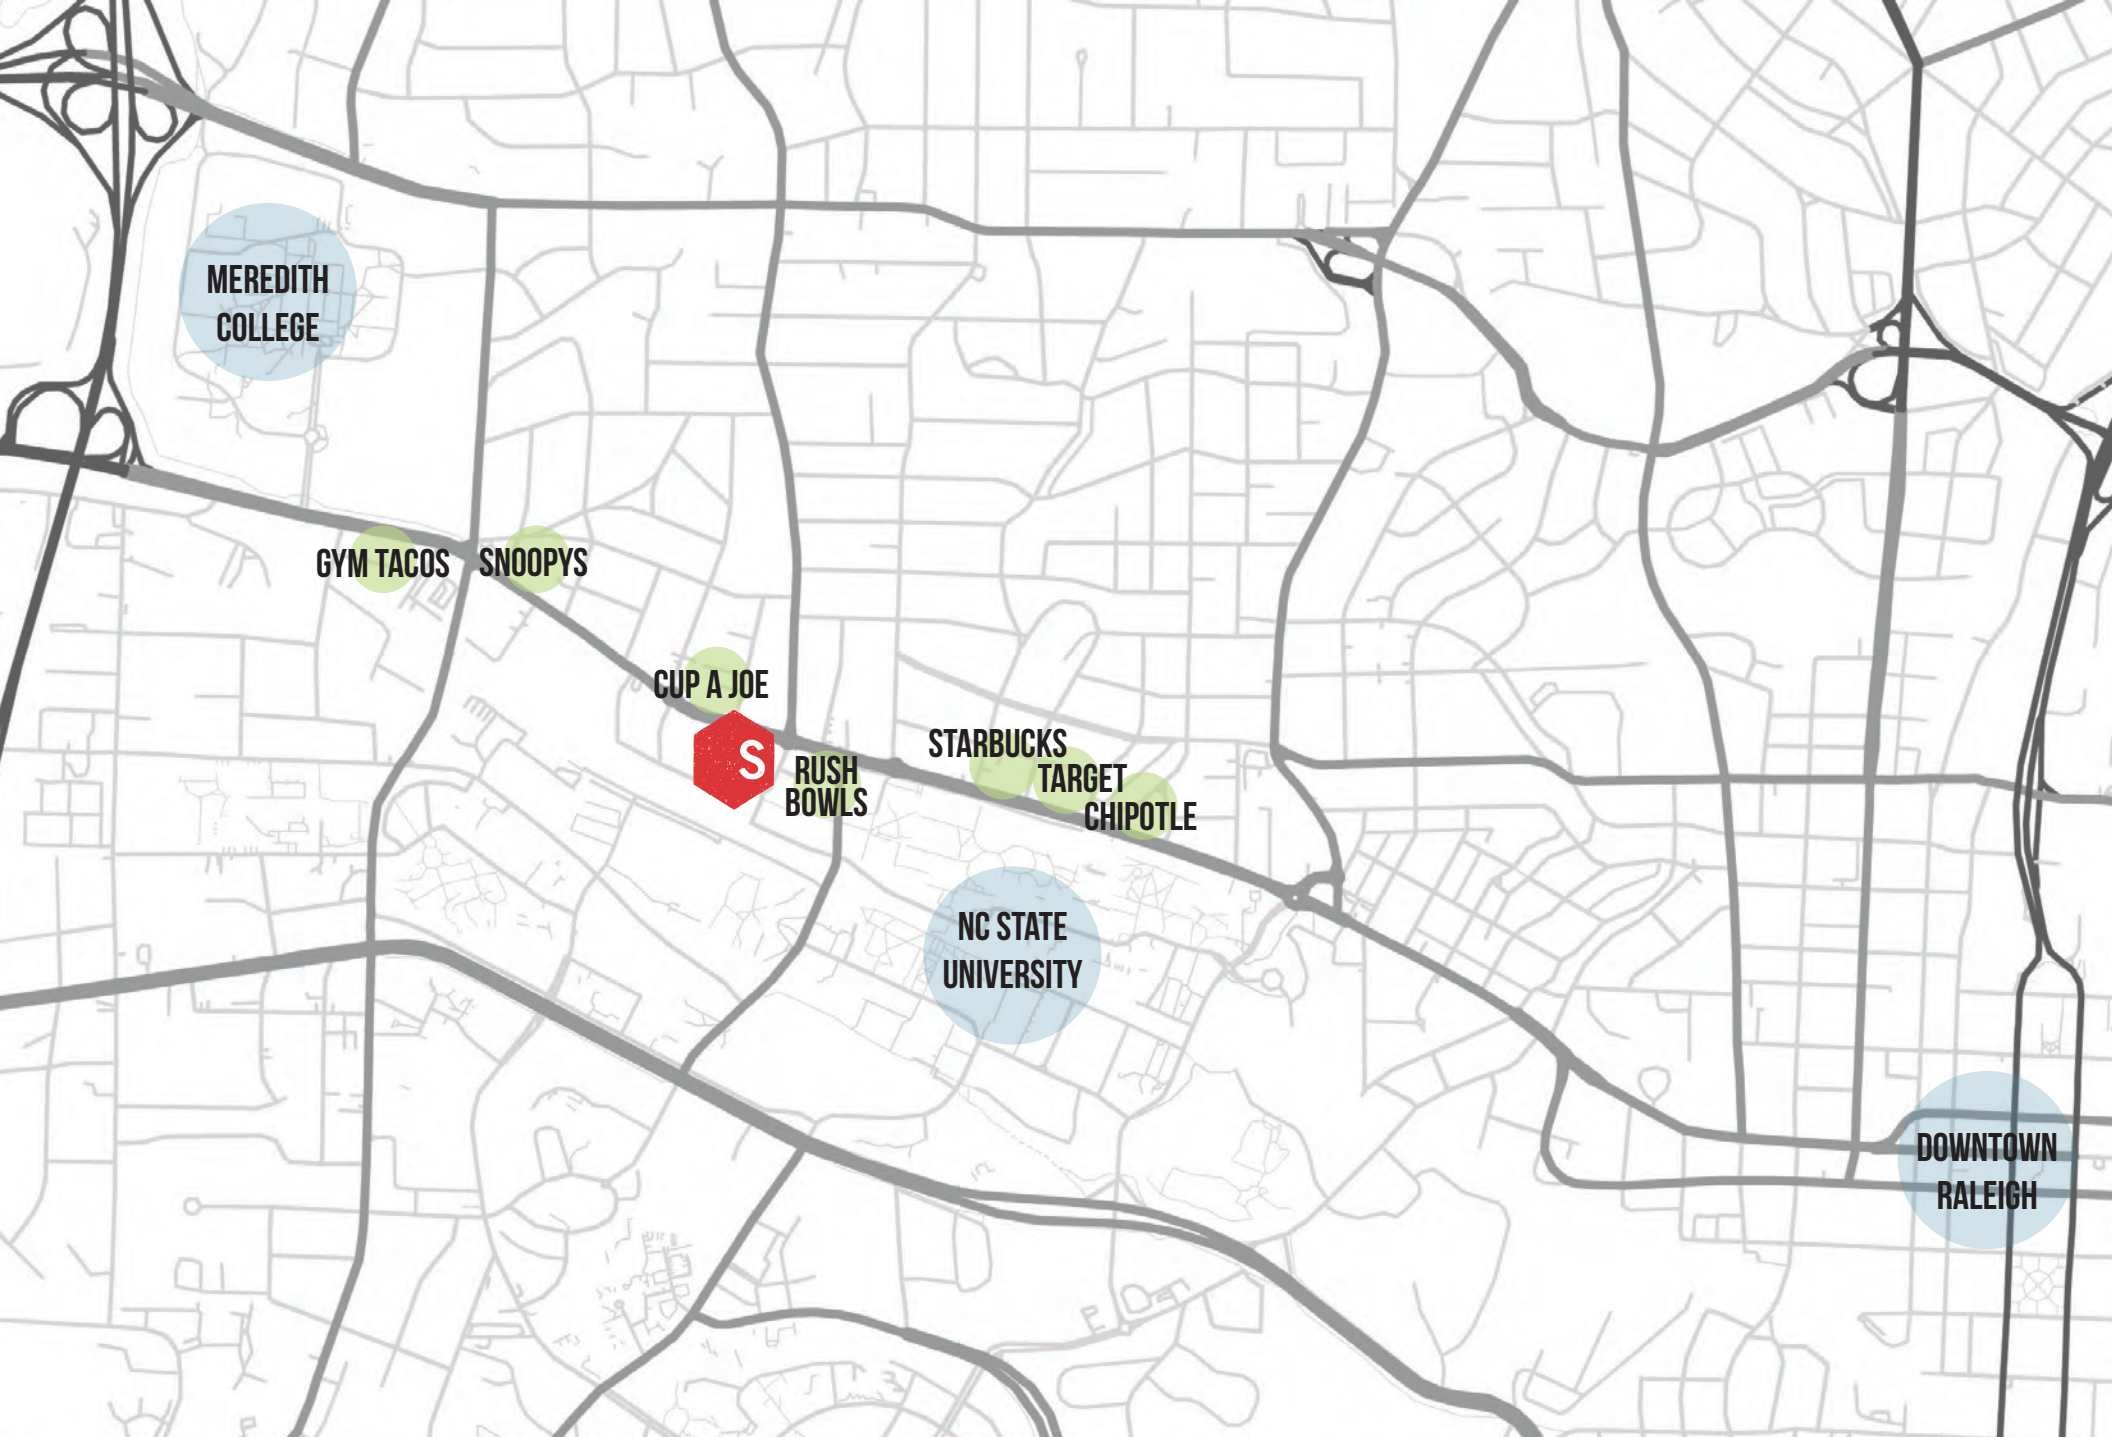 MEREDITH
COLLEGE
GYM TACOS
SNOOPYS
CUP A JOE
S
RUSH
BOWLS
STARBUCKS
TARGET
CHIPOTLE
NC STATE
UNIVERSITY
DOWNTOWN
RALEIGH